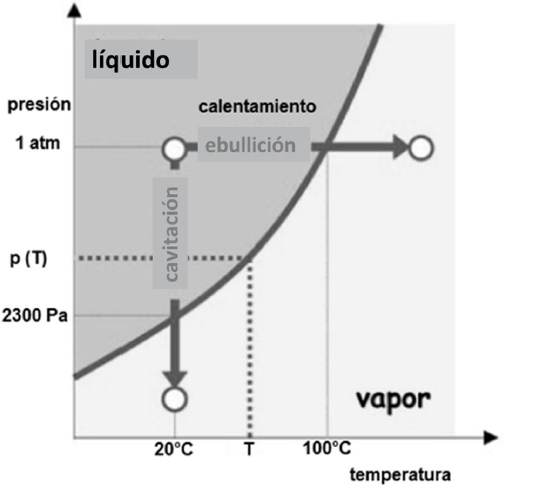 líquido
presión
calentamiento
1 atm
ebullición
cavitación
p (T)
2300 Pa
vapor
20°C
T
100°C
temperatura